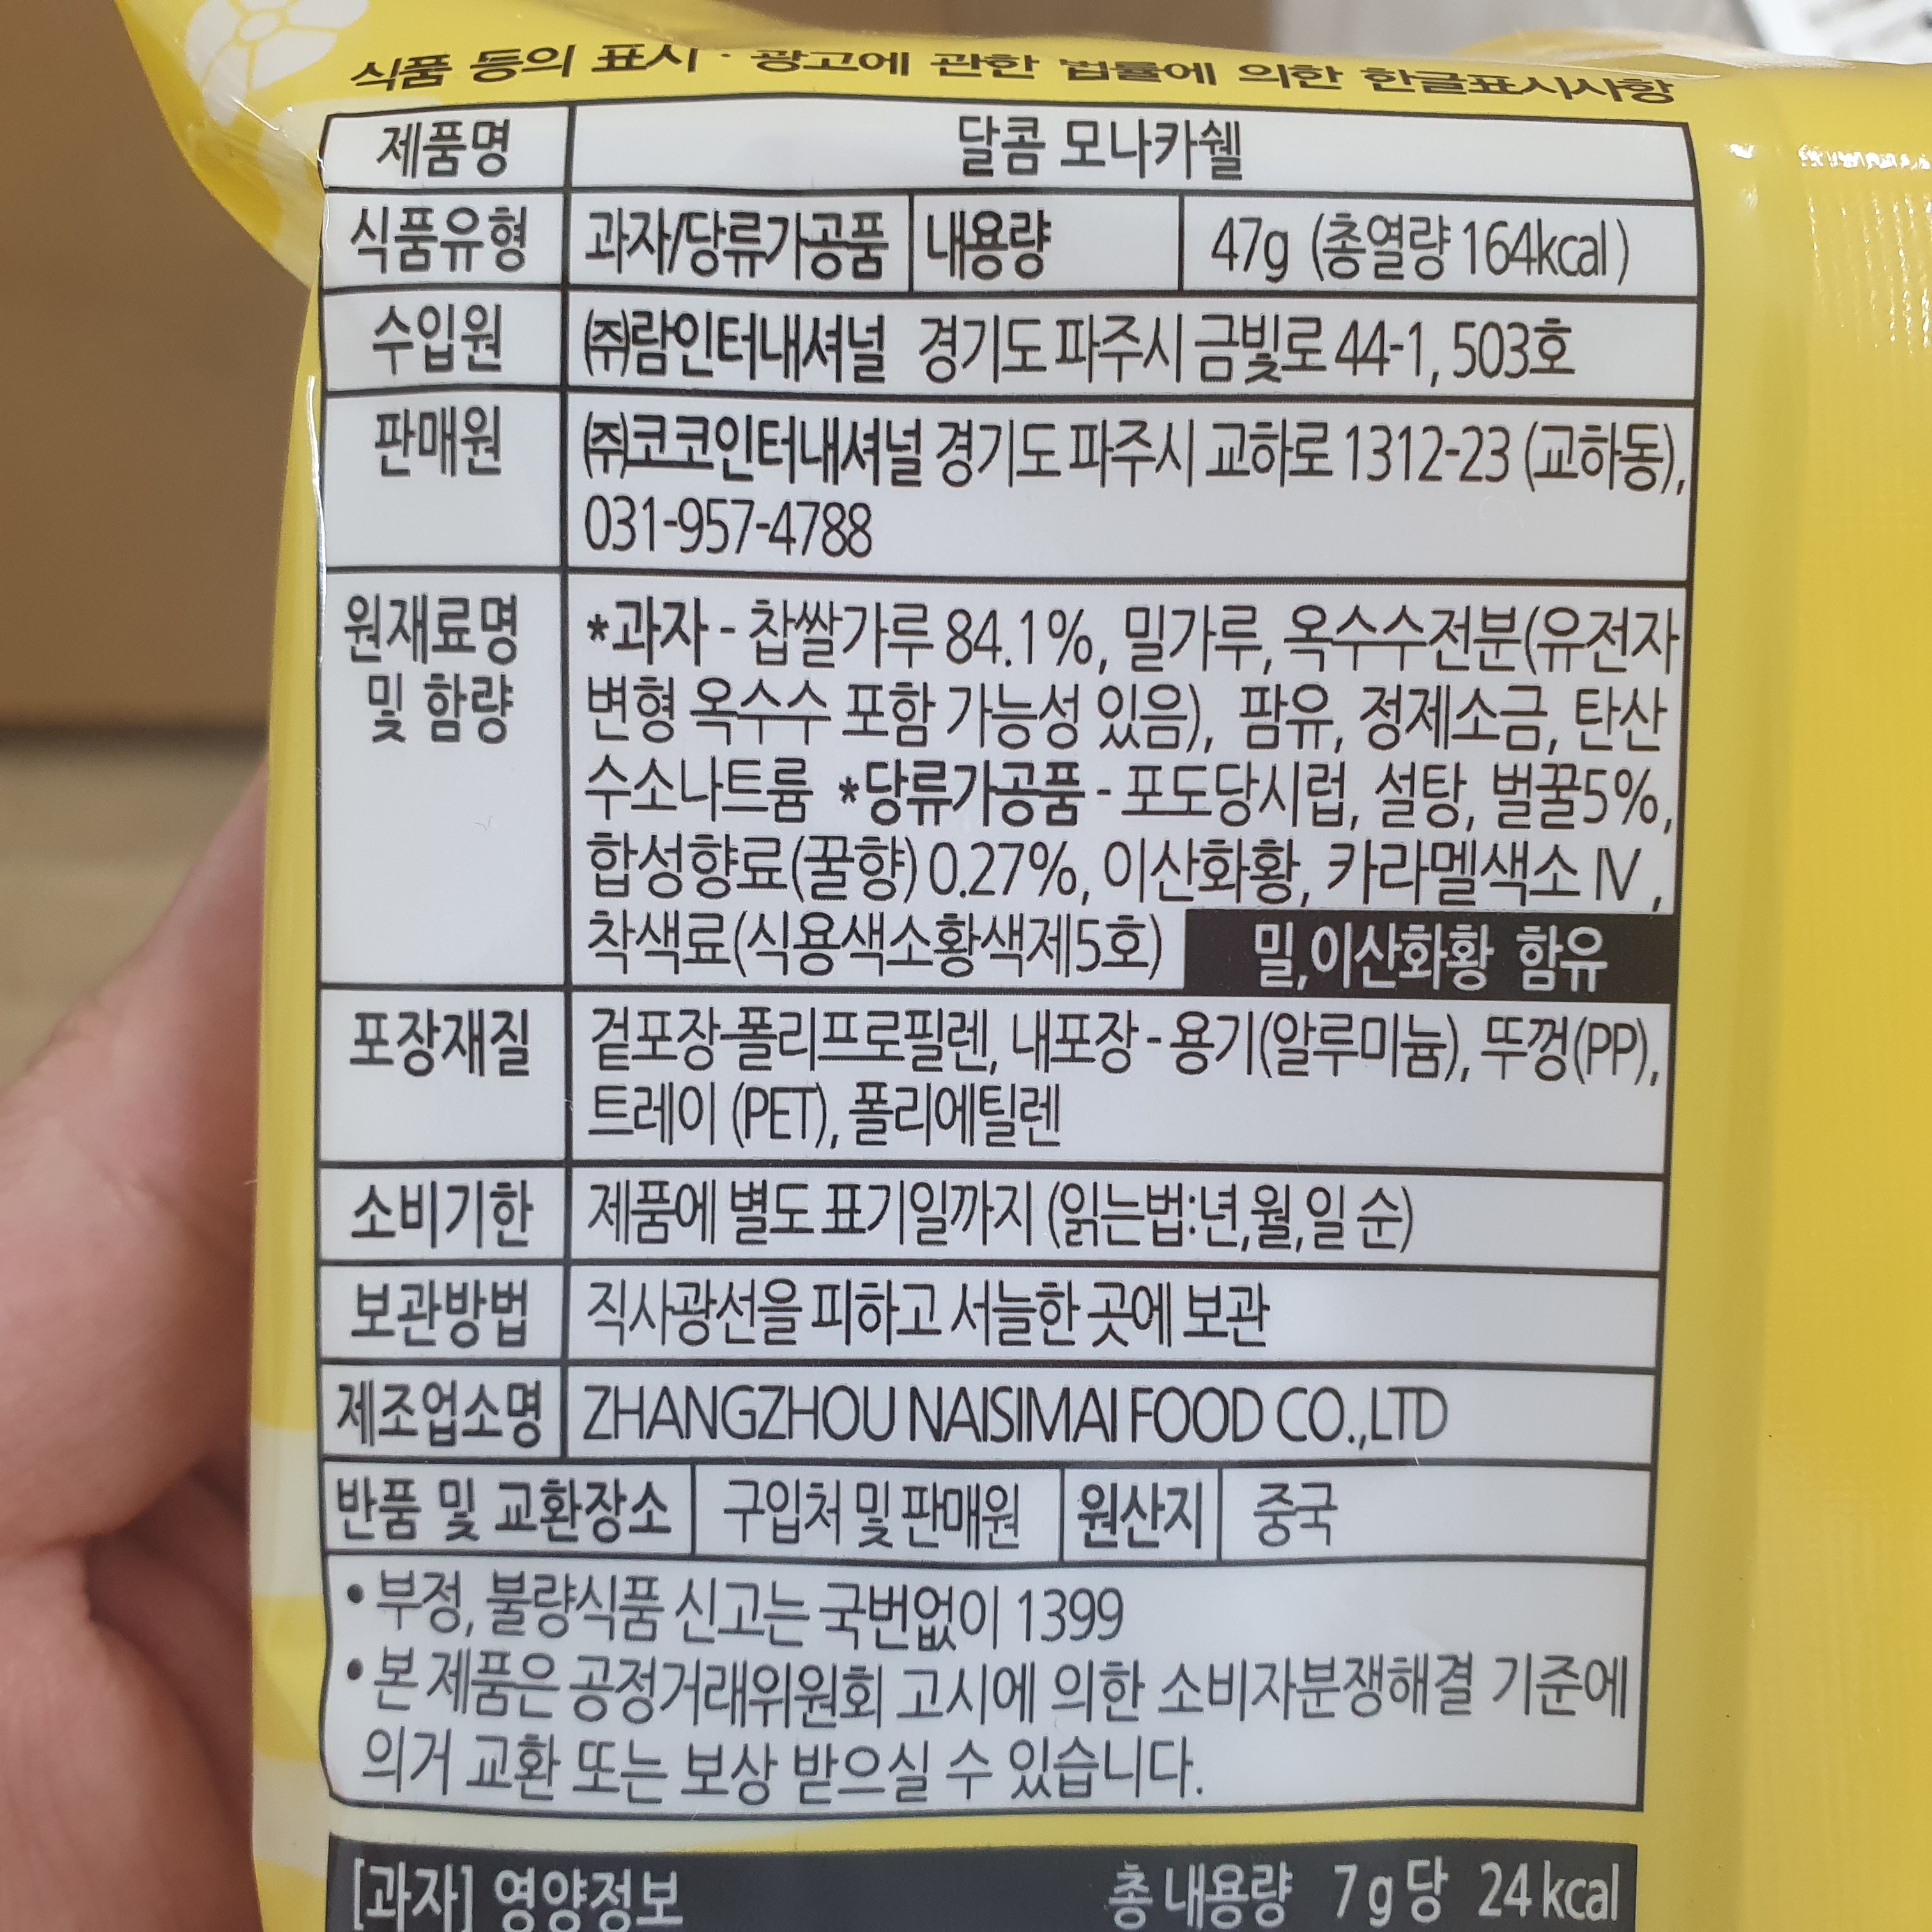 식품 등의 표시·광고에 관한 법률에 의한 한글표시사항
제품명 달콤 모나카쉘
식품유형 과자/당류가공품 내용량 47g (총열량 164kcal)
수입원 ㈜람인터내셔널 경기도 파주시 금빛로 44-1, 503호
판매원 ㈜코코인터내셔널 경기도 파주시 교하로 1312-23 (교하동),
031-957-4788
원재료명 *과자 - 찹쌀가루 84.1%, 밀가루, 옥수수전분(유전자
및 함량 변형 옥수수 포함 가능성 있음), 팜유, 정제소금, 탄산
수소나트륨 *당류가공품 - 포도당시럽, 설탕, 벌꿀5%,
합성향료(꿀향) 0.27%, 이산화황, 카라멜색소 Ⅳ,
착색료(식용색소황색제5호) 밀,이산화황 함유
포장재질 겉포장-폴리프로필렌, 내포장 - 용기(알루미늄), 뚜껑(PP),
트레이 (PET), 폴리에틸렌
소비기한 제품에 별도 표기일까지 (읽는법:년,월,일 순)
보관방법 직사광선을 피하고 서늘한 곳에 보관
제조업소명 ZHANGZHOU NAISIMAI FOOD CO.,LTD
반품 및 교환장소 구입처 및 판매원 원산지 중국
• 부정, 불량식품 신고는 국번없이 1399
• 본 제품은 공정거래위원회 고시에 의한 소비자분쟁해결 기준에
의거 교환 또는 보상 받으실 수 있습니다.
[과자] 영양정보 총 내용량 7g당 24 kcal